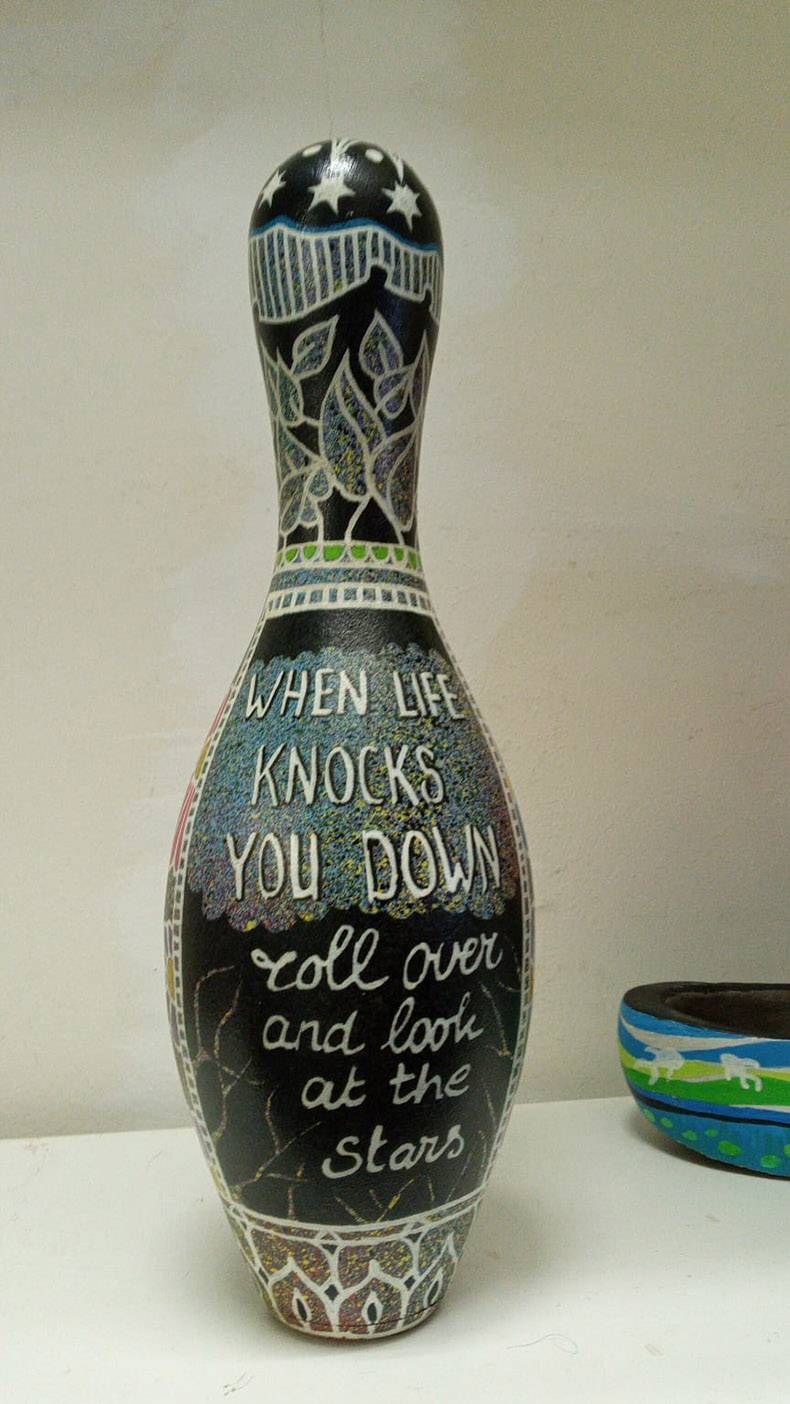 WHEN LIFE
KNOCKS
YOU DOWN
roll over
and look
at the
stars